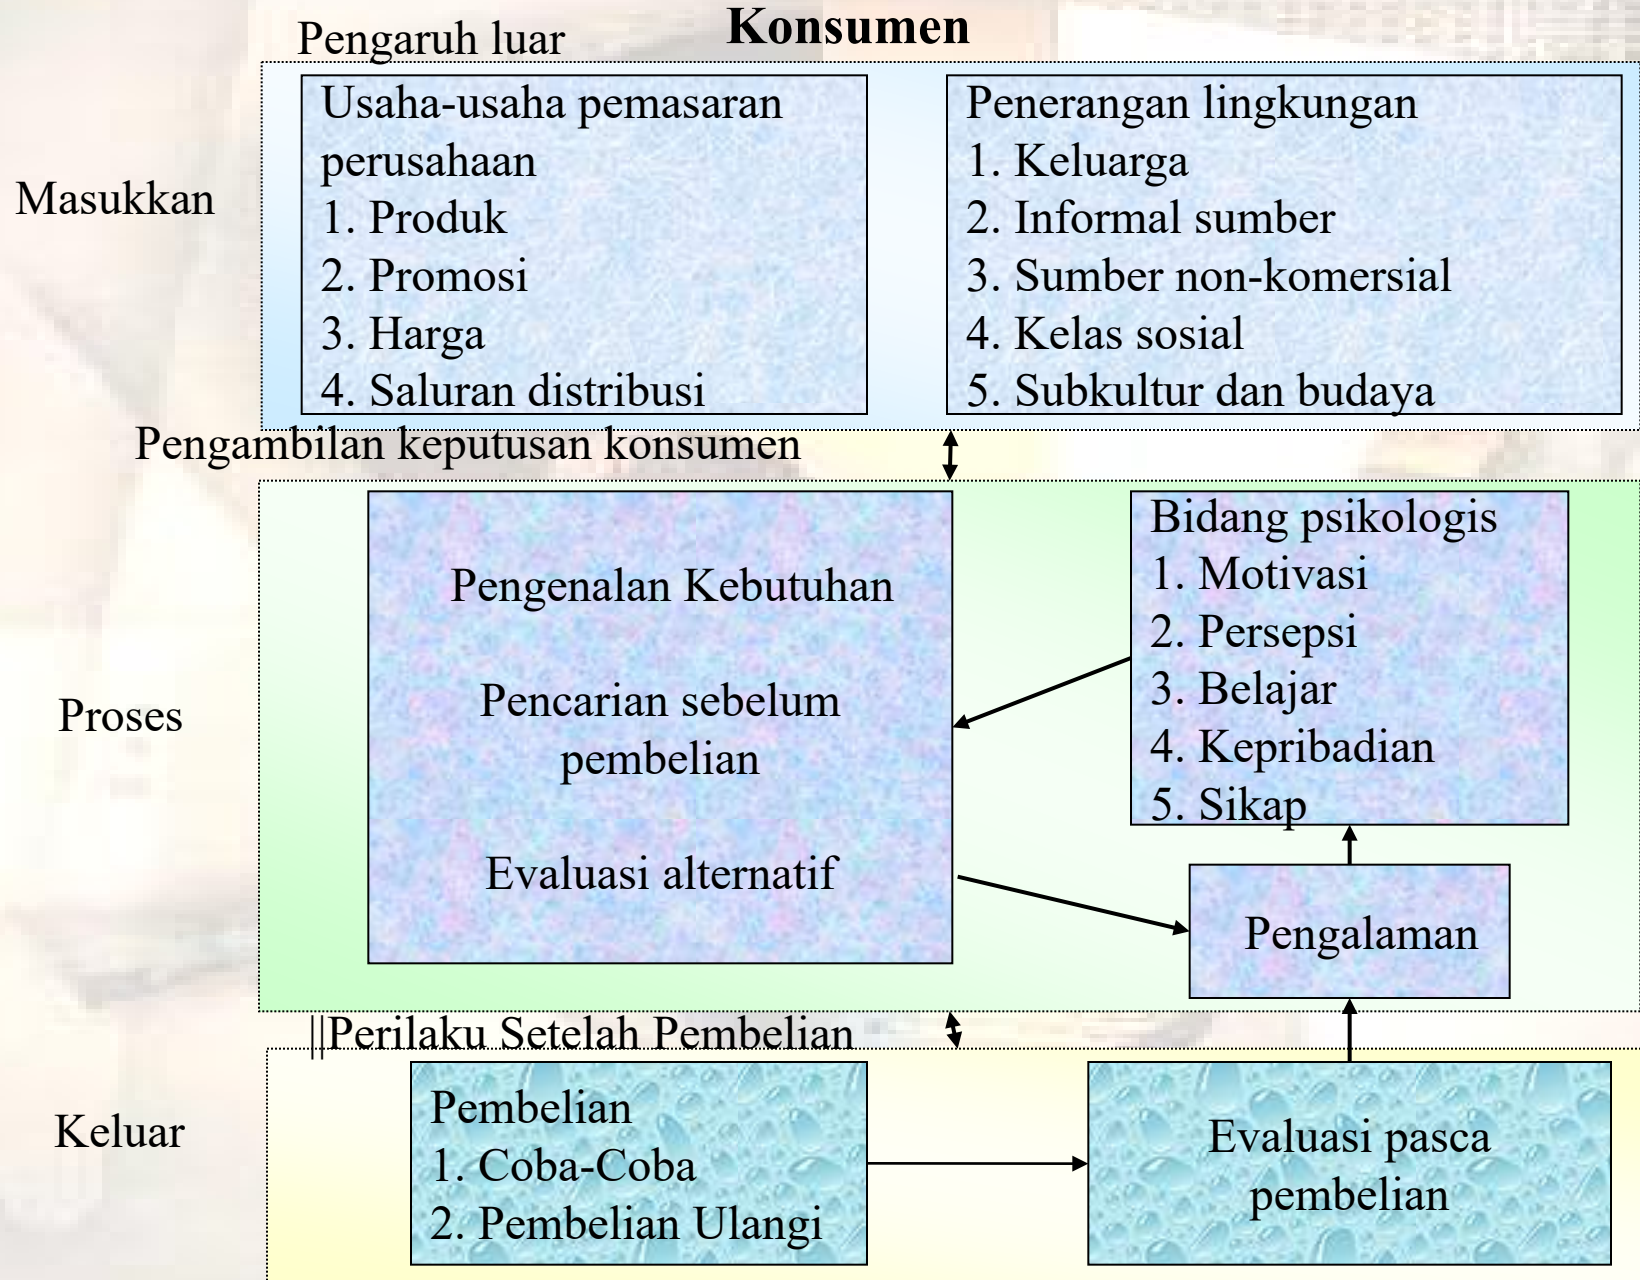 Konsumen
Pengaruh luar
Masukkan
Usaha-usaha pemasaran
perusahaan
1. Produk
2. Promosi
3. Harga
4. Saluran distribusi
Penerangan lingkungan
1. Keluarga
2. Informal sumber
3. Sumber non-komersial
4. Kelas sosial
5. Subkultur dan budaya
Pengambilan keputusan konsumen
Proses
Pengenalan Kebutuhan
Pencarian sebelum
pembelian
Evaluasi alternatif
Bidang psikologis
1. Motivasi
2. Persepsi
3. Belajar
4. Kepribadian
5. Sikap
Pengalaman
||Perilaku Setelah Pembelian
Keluar
Pembelian
1. Coba-Coba
2. Pembelian Ulangi
Evaluasi pasca
pembelian